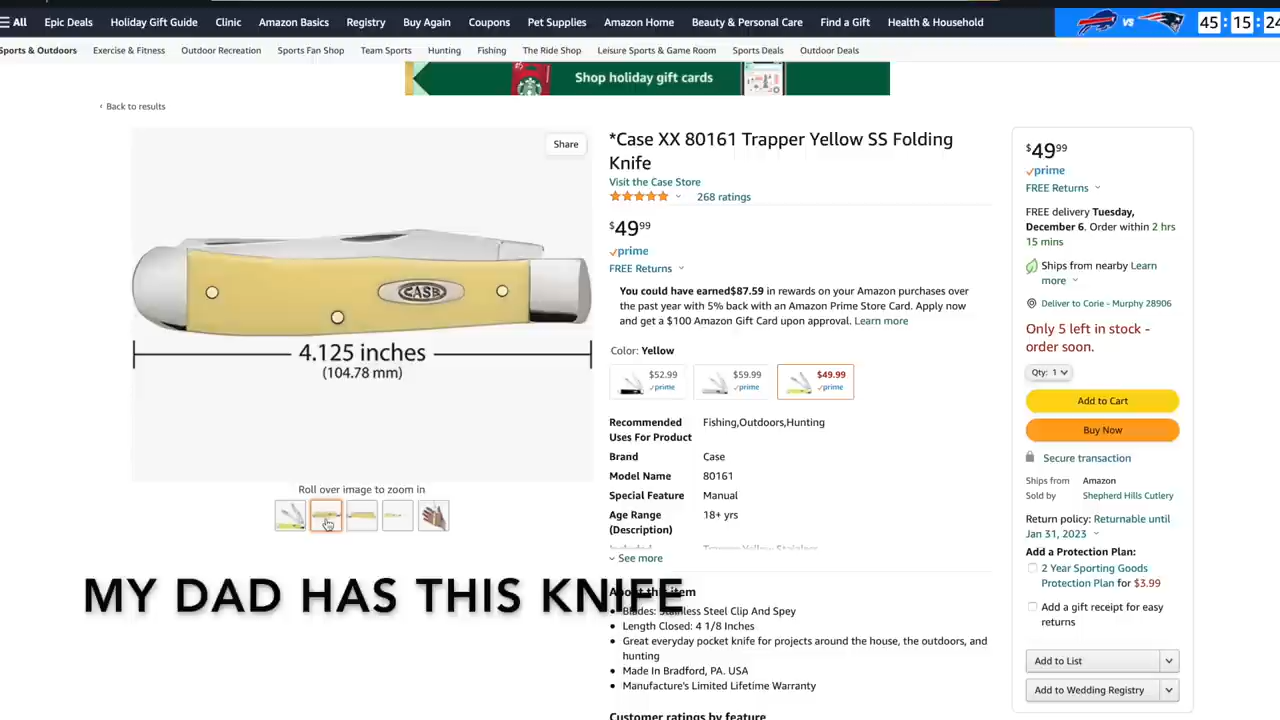 All
Epic Deals
Holiday Gift Guide
Clinic
Amazon Basics
Registry
Buy Again
Coupons
Pet Supplies
Amazon Home
Beauty & Personal Care
Find a Gift
Health & Household
VS
45 : 15 : 24
Sports & Outdoors
Exercise & Fitness
Outdoor Recreation
Sports Fan Shop
Team Sports
Hunting
Fishing
The Ride Shop
Leisure Sports & Game Room
Sports Deals
Outdoor Deals
Shop holiday gift cards
‹ Back to results
Share
CASE
4.125 inches
(104.78 mm)
Roll over image to zoom in
*Case XX 80161 Trapper Yellow SS Folding
Knife
Visit the Case Store
268 ratings
$4999
prime
FREE Returns
You could have earned$87.59 in rewards on your Amazon purchases
over the past year with 5% back with an Amazon Prime Store Card. Apply now
and get a $100 Amazon Gift Card upon approval. Learn more
Color: Yellow
$52.99
prime
$59.99
prime
$49.99
prime
Recommended Uses For Product
Fishing,Outdoors,Hunting
Brand
Case
Model Name
80161
Special Feature
Manual
Age Range (Description)
18+ yrs
Included
Trapper Yellow Stainless
See more
MY DAD HAS THIS KNIFE
About this item
• Blades: Stainless Steel Clip And Spey
• Length Closed: 4 1/8 Inches
• Great everyday pocket knife for projects around the house, the outdoors, and
hunting
• Made In Bradford, PA. USA
• Manufacture's Limited Lifetime Warranty
Customer ratings by feature
$4999
prime
FREE Returns
FREE delivery Tuesday,
December 6. Order within 2 hrs
15 mins
Ships from nearby Learn
more
Deliver to Corie - Murphy 28906
Only 5 left in stock -
order soon.
Qty: 1
Add to Cart
Buy Now
Secure transaction
Ships from Amazon
Sold by Shepherd Hills Cutlery
Return policy: Returnable until
Jan 31, 2023
Add a Protection Plan:
2 Year Sporting Goods
Protection Plan for $3.99
Add a gift receipt for easy
returns
Add to List
Add to Wedding Registry